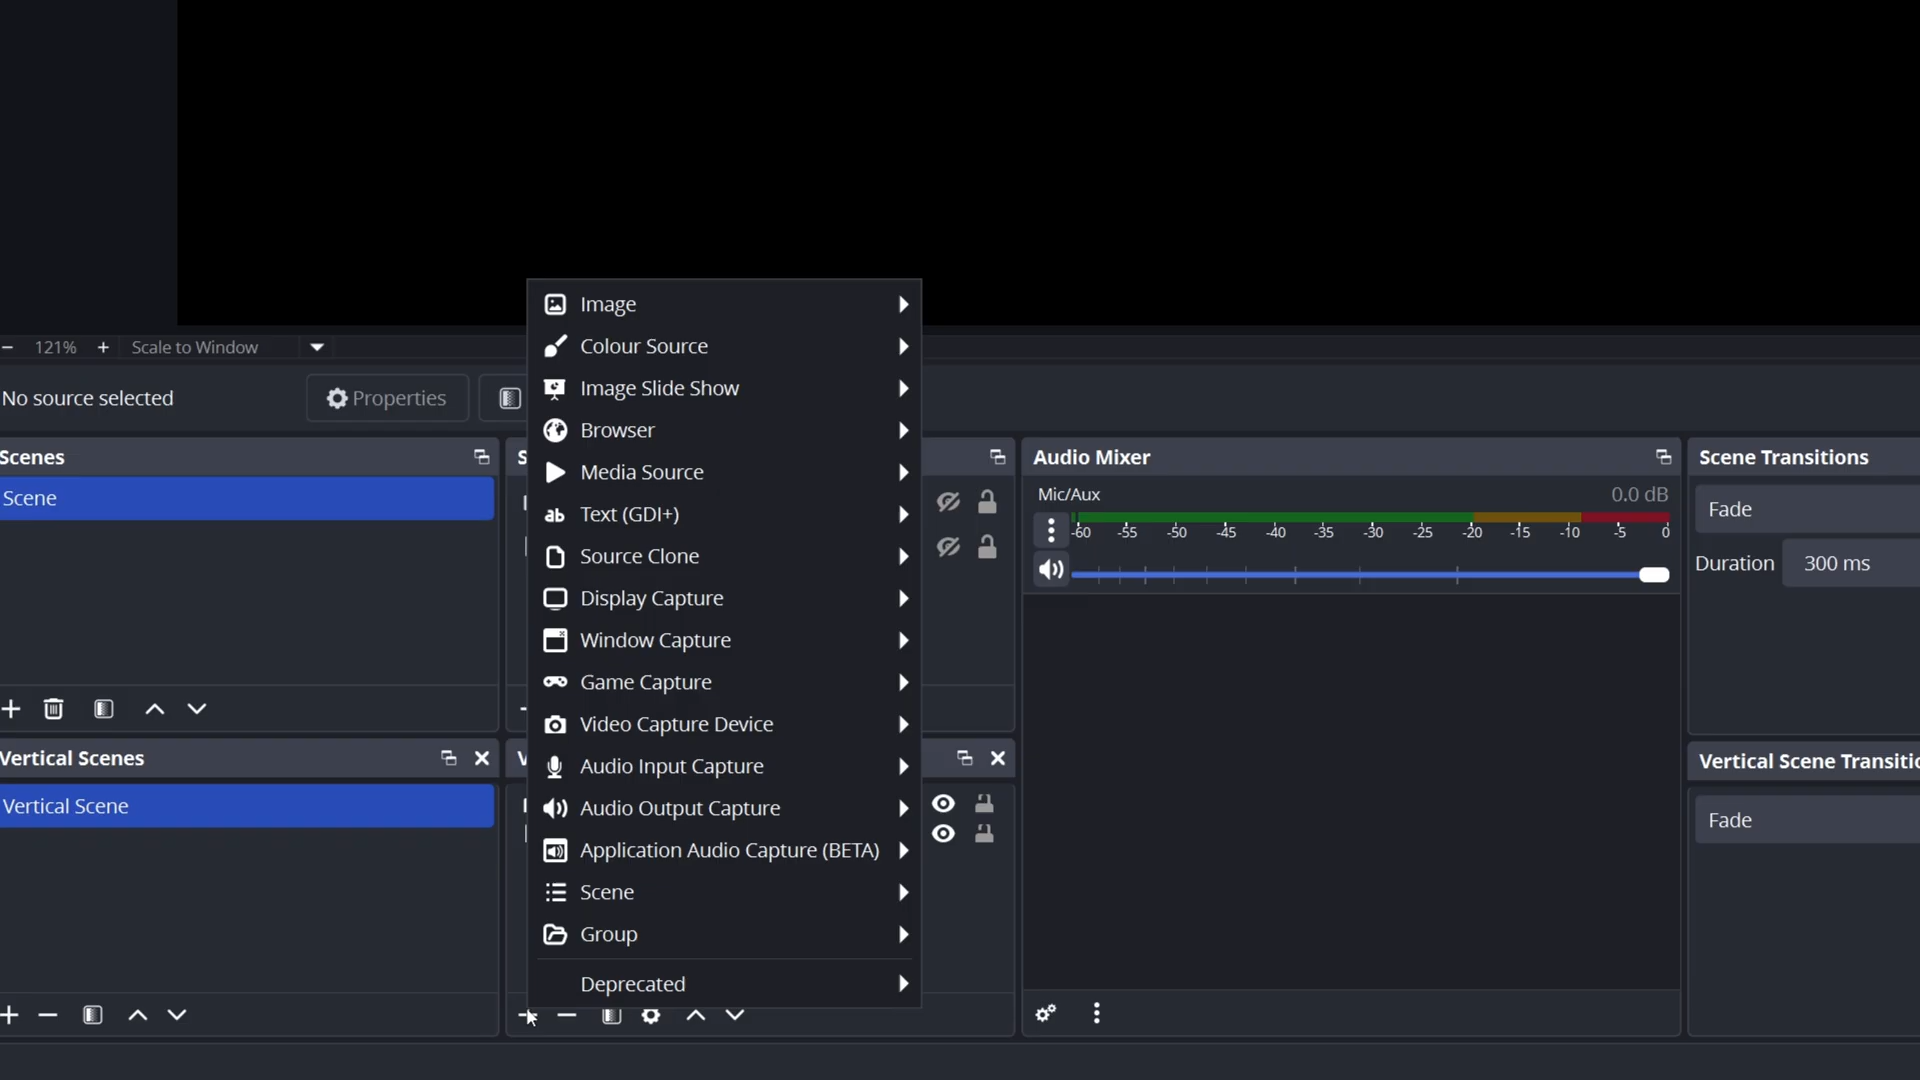 121% Scale to Window
No source selected Properties
Scenes
Scene
Vertical Scenes
Vertical Scene
Image
Colour Source
Image Slide Show
Browser
Media Source
ab Text (GDI+)
Source Clone
Display Capture
Window Capture
Game Capture
Video Capture Device
Audio Input Capture
Audio Output Capture
Application Audio Capture (BETA)
Scene
Group
Deprecated
Audio Mixer
Mic/Aux 0.0 dB
-60 -55 -50 -45 -40 -35 -30 -25 -20 -15 -10 -5 0
Scene Transitions
Fade
Duration 300 ms
Vertical Scene Transitio
Fade